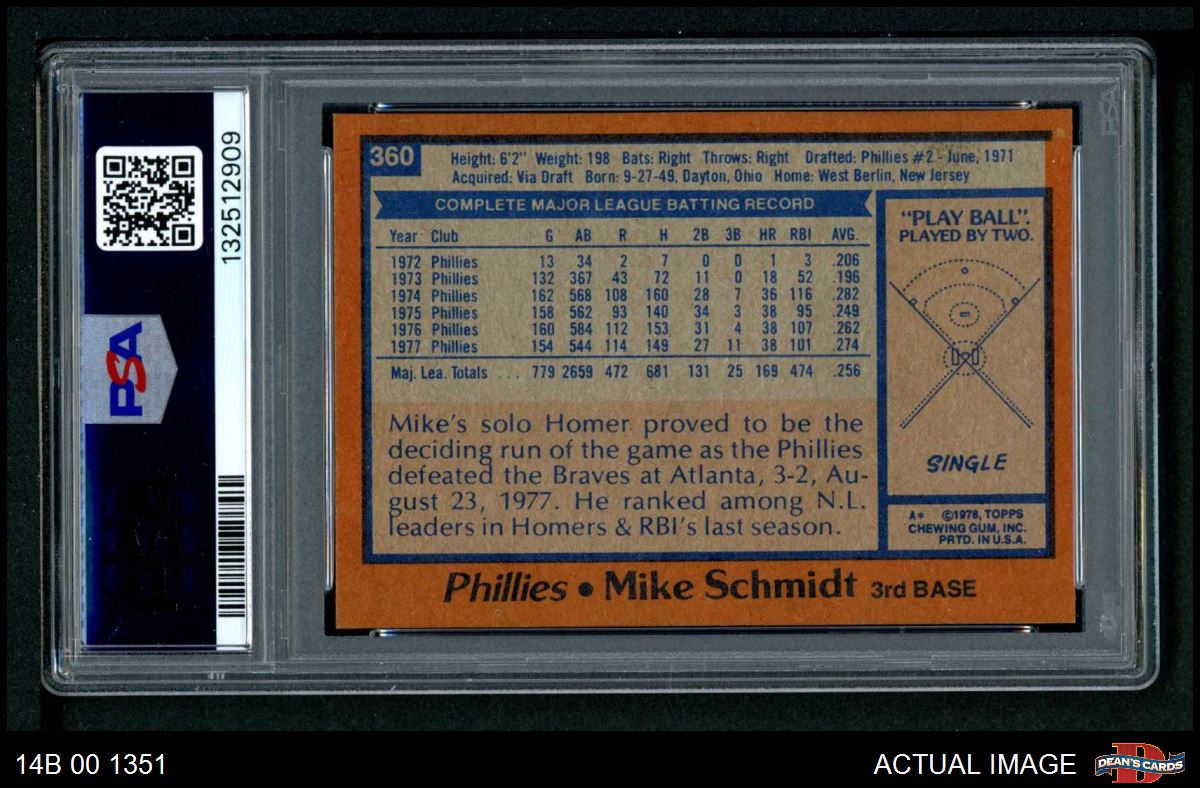 132512909
PSA
PSA
360
Height: 6'2" Weight: 198 Bats: Right Throws: Right Drafted: Phillies #2 - June, 1971
Acquired: Via Draft Born: 9-27-49, Dayton, Ohio Home: West Berlin, New Jersey
COMPLETE MAJOR LEAGUE BATTING RECORD
Year Club G AB R H 2B 3B HR RBI AVG.
1972 Phillies 13 34 2 7 0 0 1 3 .206
1973 Phillies 132 367 43 72 11 0 18 52 .196
1974 Phillies 162 568 108 160 28 7 36 116 .282
1975 Phillies 158 562 93 140 34 3 38 95 .249
1976 Phillies 160 584 112 153 31 4 38 107 .262
1977 Phillies 154 544 114 149 27 11 38 101 .274
Maj. Lea. Totals . . . 779 2659 472 681 131 25 169 474 .256
Mike's solo Homer proved to be the
deciding run of the game as the Phillies
defeated the Braves at Atlanta, 3-2, Au-
gust 23, 1977. He ranked among N.L.
leaders in Homers & RBI's last season.
"PLAY BALL".
PLAYED BY TWO.
SINGLE
A* ©1978, TOPPS
CHEWING GUM, INC.
PRTD. IN U.S.A.
Phillies • Mike Schmidt 3rd BASE
14B 00 1351
ACTUAL IMAGE
DEAN'S CARDS